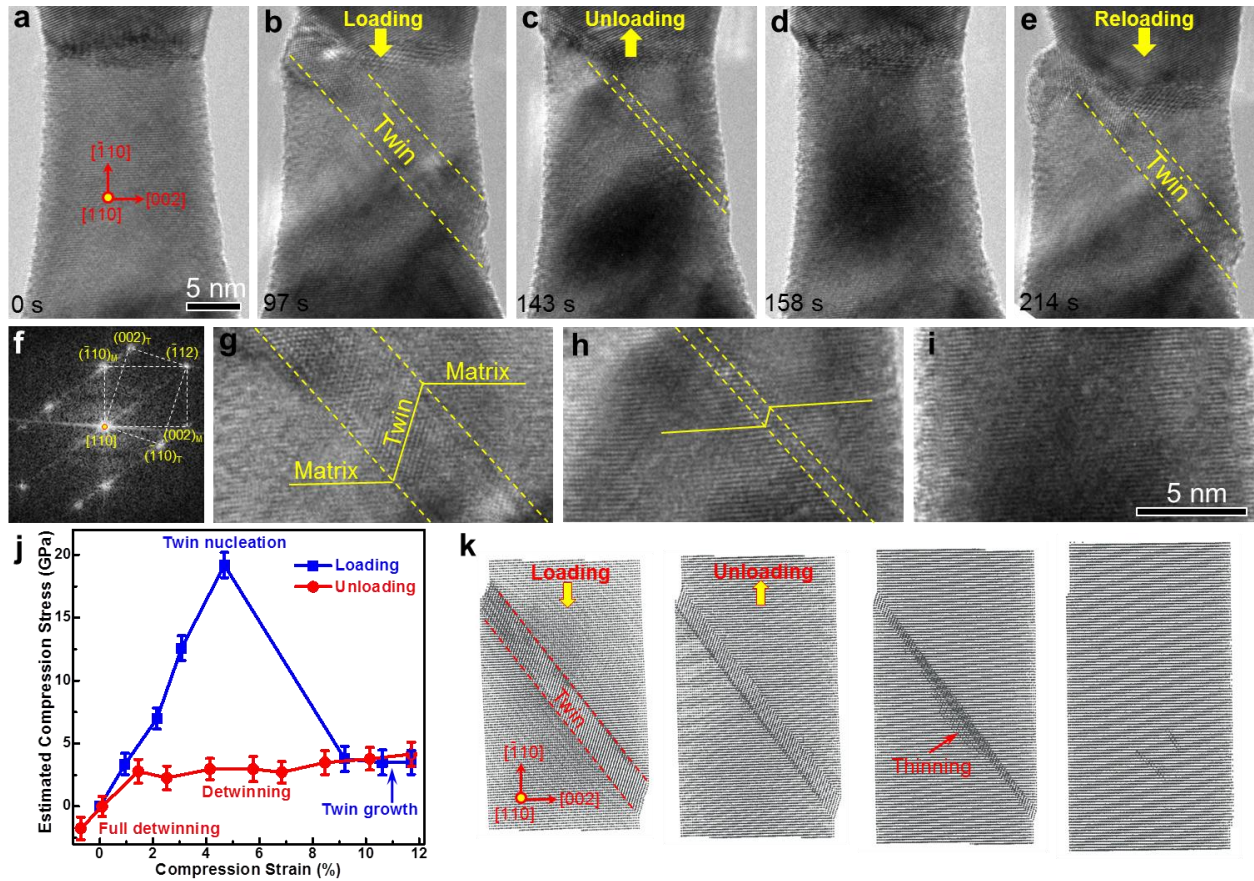 a
[1̄10]
[002]
[110]
0 s
5 nm
b
Loading
Twin
97 s
c
Unloading
143 s
d
158 s
e
Reloading
Twin
214 s
f
(002)T
(1̄10)M
(1̄12)
[110]
(002)M
(1̄10)T
g
Matrix
Twin
Matrix
h
i
5 nm
j
Estimated Compression Stress (GPa)
20
15
10
5
0
Twin nucleation
Loading
Unloading
Detwinning
Twin growth
Full detwinning
0 2 4 6 8 10 12
Compression Strain (%)
k
Loading
Twin
[1̄10]
[002]
[110]
Unloading
Thinning